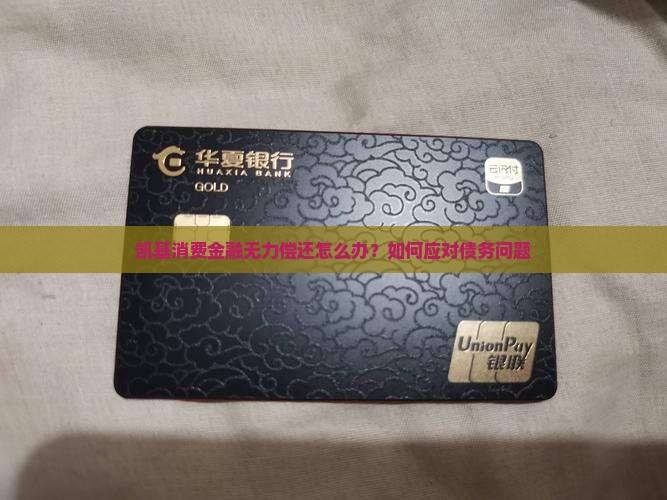 华夏银行
HUAXIA BANK
GOLD
云闪付
凯基消费金融无力偿还怎么办？如何应对债务问题
UnionPay
银联